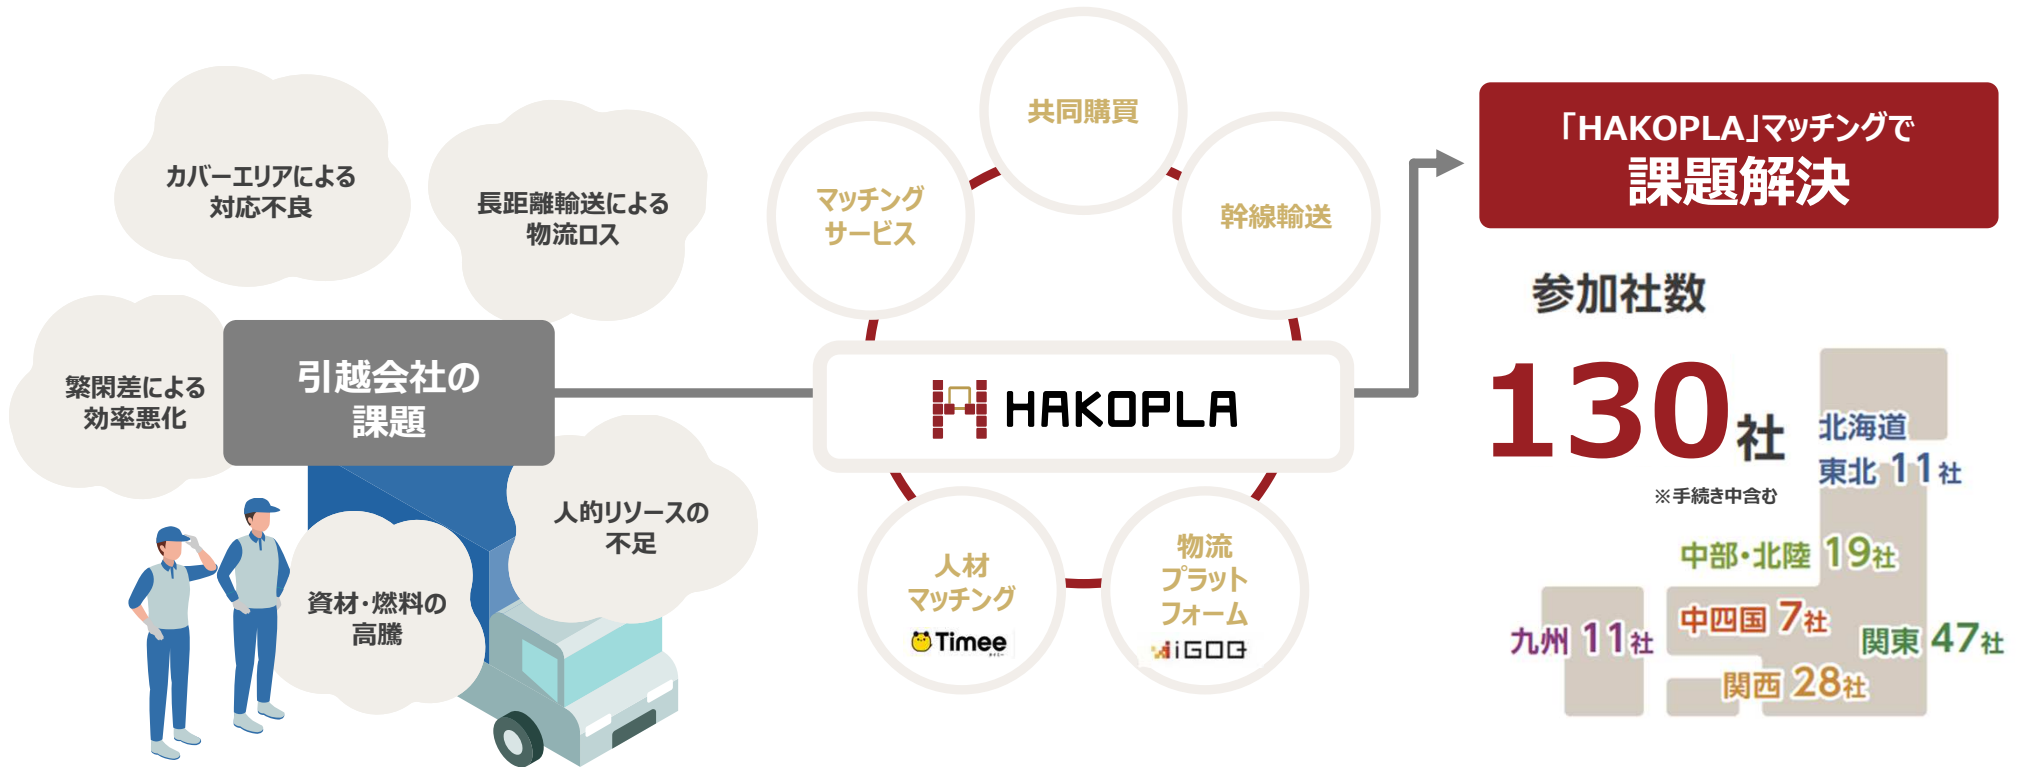 カバーエリアによる
対応不良
長距離輸送による
物流ロス
繁閑差による
効率悪化
引越会社の
課題
人的リソースの
不足
資材・燃料の
高騰
共同購買
マッチング
サービス
幹線輸送
HAKOPLA
人材
マッチング
Timee
タイミー
物流
プラット
フォーム
iGOQ
「HAKOPLA」マッチングで
課題解決
参加社数
130社
※手続き中含む
北海道
東北 11社
中部・北陸 19社
中四国 7社
九州 11社
関東 47社
関西 28社